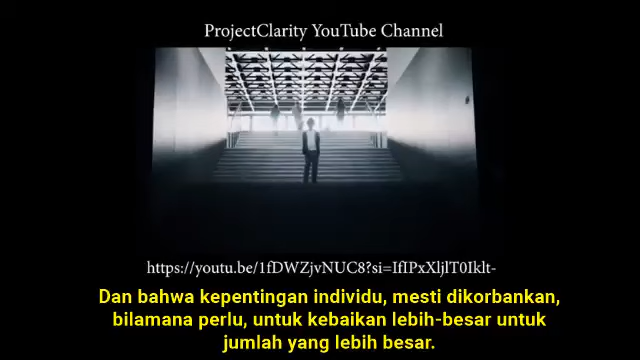 ProjectClarity YouTube Channel
https://youtu.be/1fDWZjvNUC8?si=IfIPxXljlT0Iklt-
Dan bahwa kepentingan individu, mesti dikorbankan,
bilamana perlu, untuk kebaikan lebih-besar untuk
jumlah yang lebih besar.